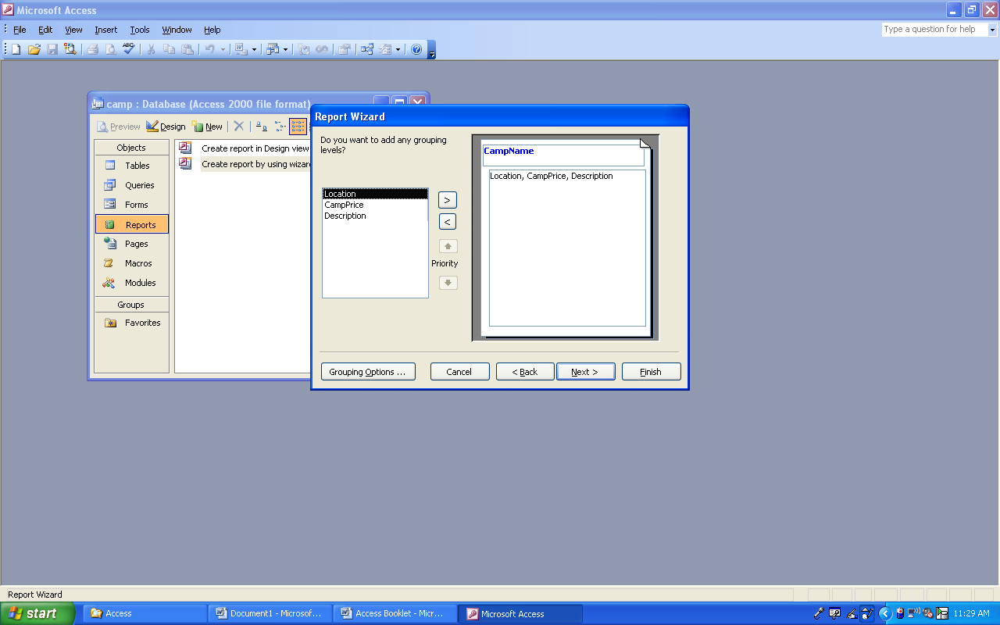 Microsoft Access
File Edit View Insert Tools Window Help
Type a question for help
ABC
camp : Database (Access 2000 file format)
Preview Design New
Objects
Tables
Queries
Forms
Reports
Pages
Macros
Modules
Groups
Favorites
Create report in Design view
Create report by using wizard
Report Wizard
Do you want to add any grouping
levels?
Location
CampPrice
Description
>
<
Priority
CampName
Location, CampPrice, Description
Grouping Options ... Cancel < Back Next > Finish
Report Wizard
start Access Document1 - Microsof... Access Booklet - Micr... Microsoft Access 11:29 AM